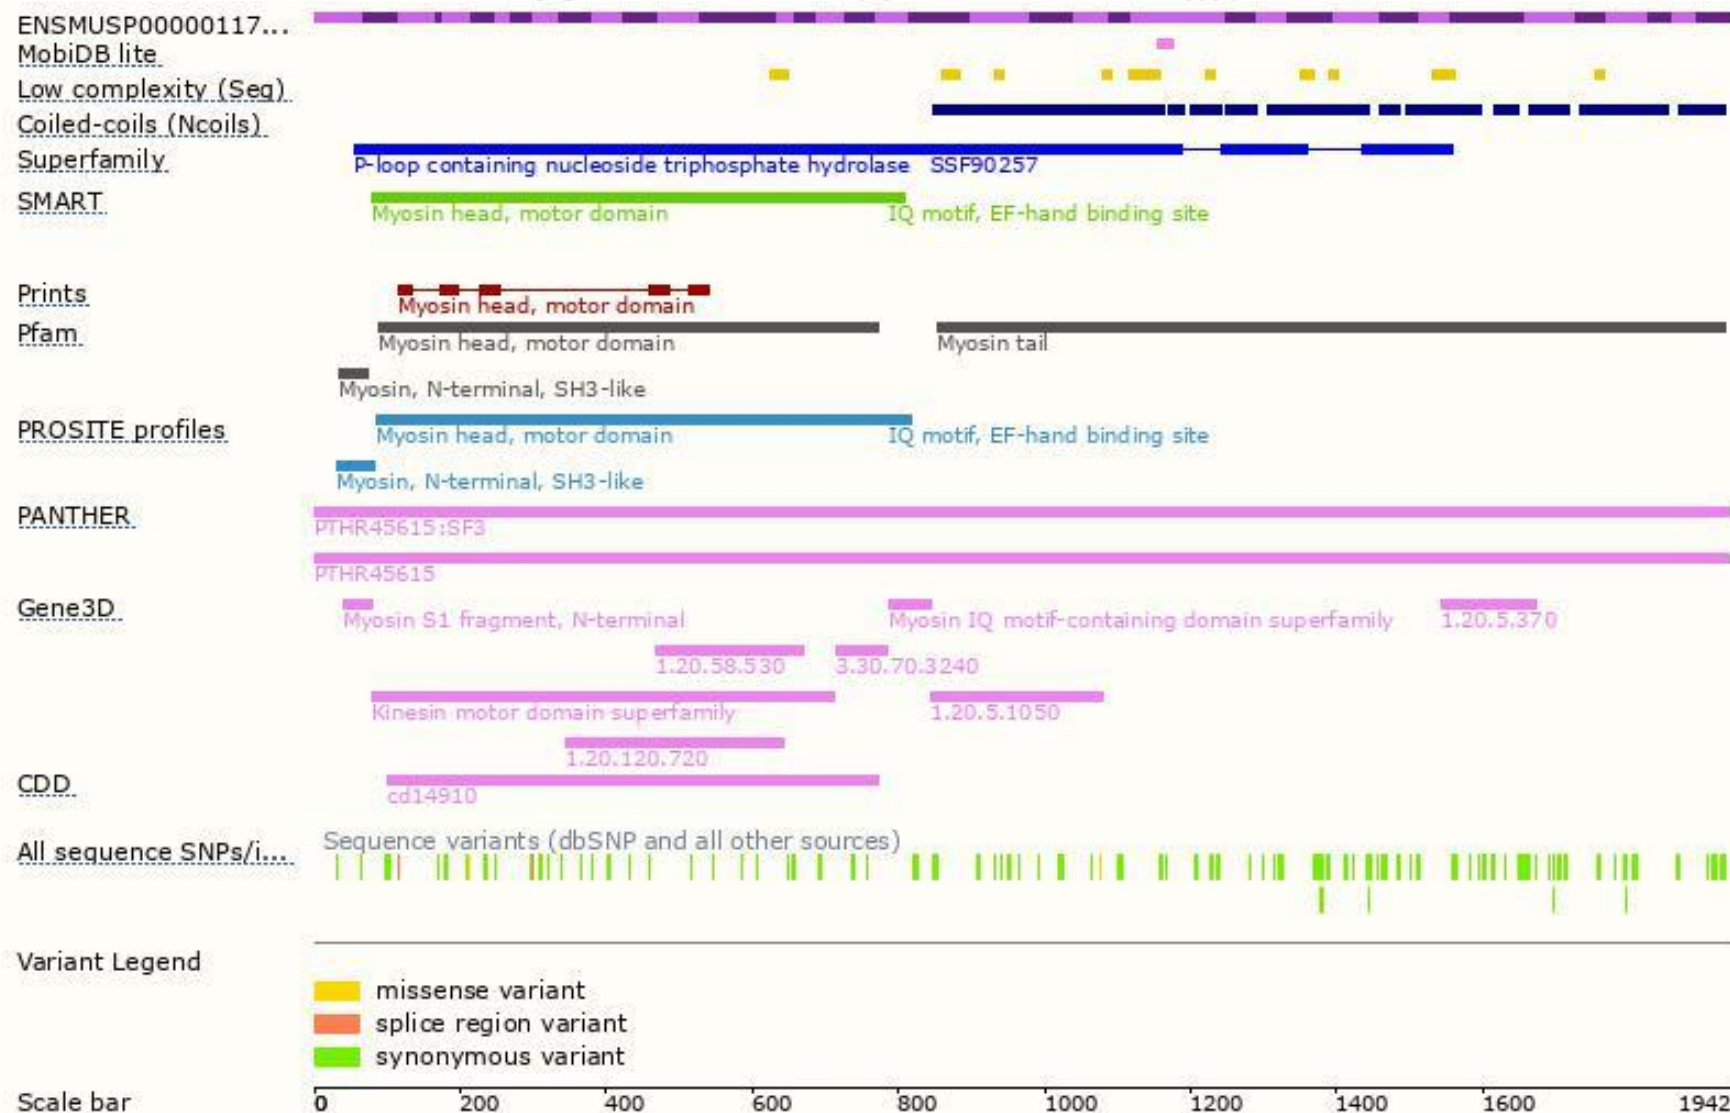 ENSMUSP00000117...
MobiDB lite
Low complexity (Seg)
Coiled-coils (Ncoils)
Superfamily
P-loop containing nucleoside triphosphate hydrolase SSF90257
SMART
Myosin head, motor domain IQ motif, EF-hand binding site
Prints
Myosin head, motor domain
Pfam
Myosin head, motor domain Myosin tail
Myosin, N-terminal, SH3-like
PROSITE profiles
Myosin head, motor domain IQ motif, EF-hand binding site
Myosin, N-terminal, SH3-like
PANTHER
PTHR45615:SF3
PTHR45615
Gene3D
Myosin S1 fragment, N-terminal Myosin IQ motif-containing domain superfamily 1.20.5.370
1.20.58.530 3.30.70.3240
Kinesin motor domain superfamily 1.20.5.1050
1.20.120.720
CDD
cd14910
Sequence variants (dbSNP and all other sources)
All sequence SNPs/i...
Variant Legend
missense variant
splice region variant
synonymous variant
Scale bar 0 200 400 600 800 1000 1200 1400 1600 1942